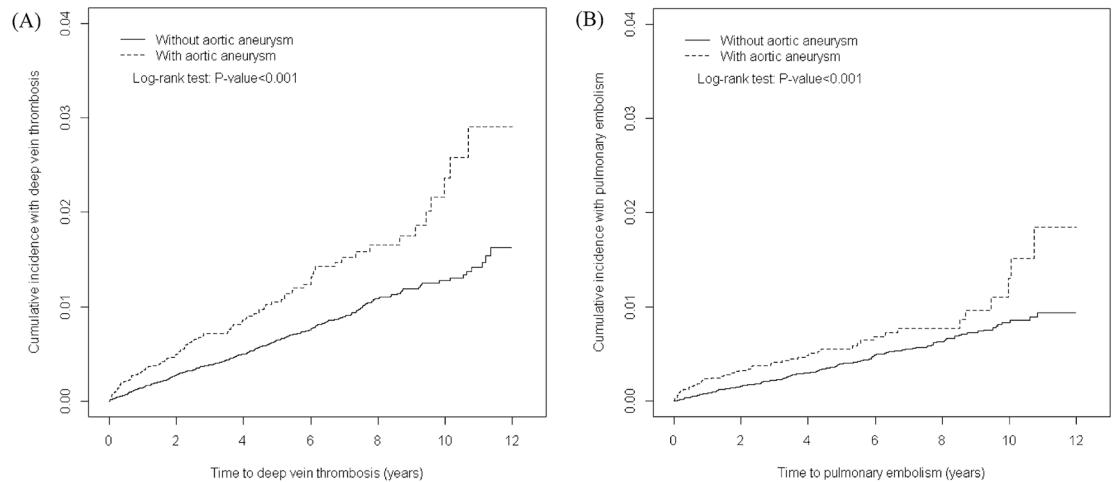 (A)
0.04
0.03
0.02
0.01
0.00
Cumulative incidence with deep vein thrombosis
Without aortic aneurysm
With aortic aneurysm
Log-rank test: P-value<0.001
0 2 4 6 8 10 12
Time to deep vein thrombosis (years)
(B)
0.04
0.03
0.02
0.01
0.00
Cumulative incidence with pulmonary embolism
Without aortic aneurysm
With aortic aneurysm
Log-rank test: P-value<0.001
0 2 4 6 8 10 12
Time to pulmonary embolism (years)